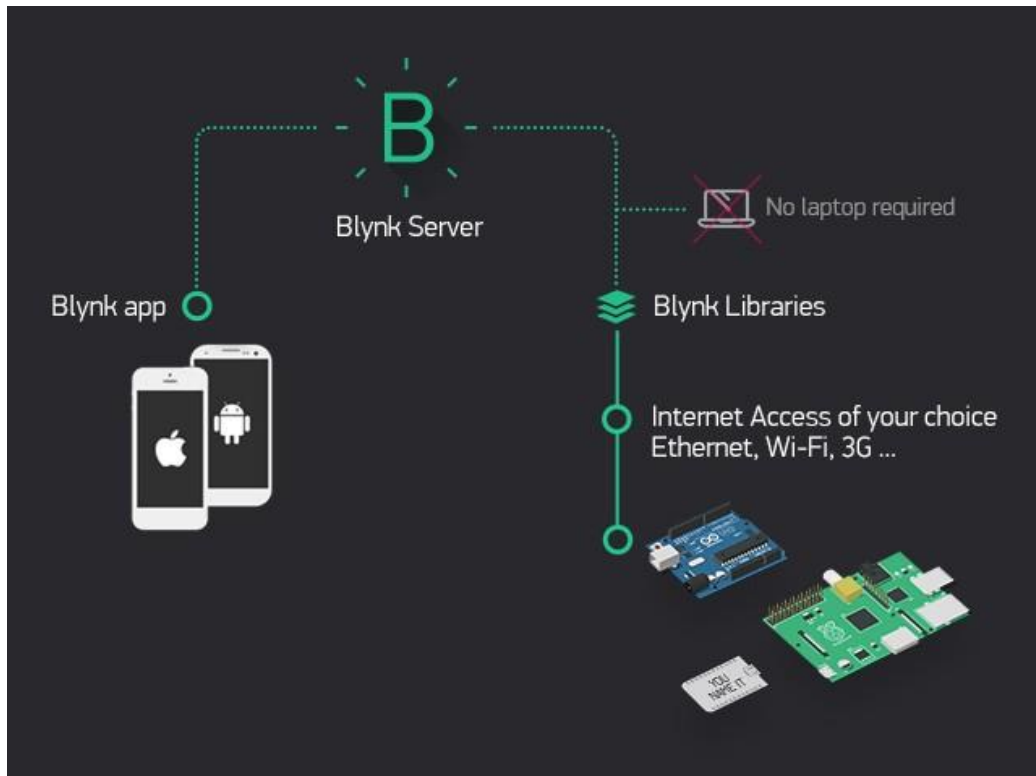 B
Blynk Server
No laptop required
Blynk app
Blynk Libraries
Internet Access of your choice
Ethernet, Wi-Fi, 3G ...
YOU
NAME IT